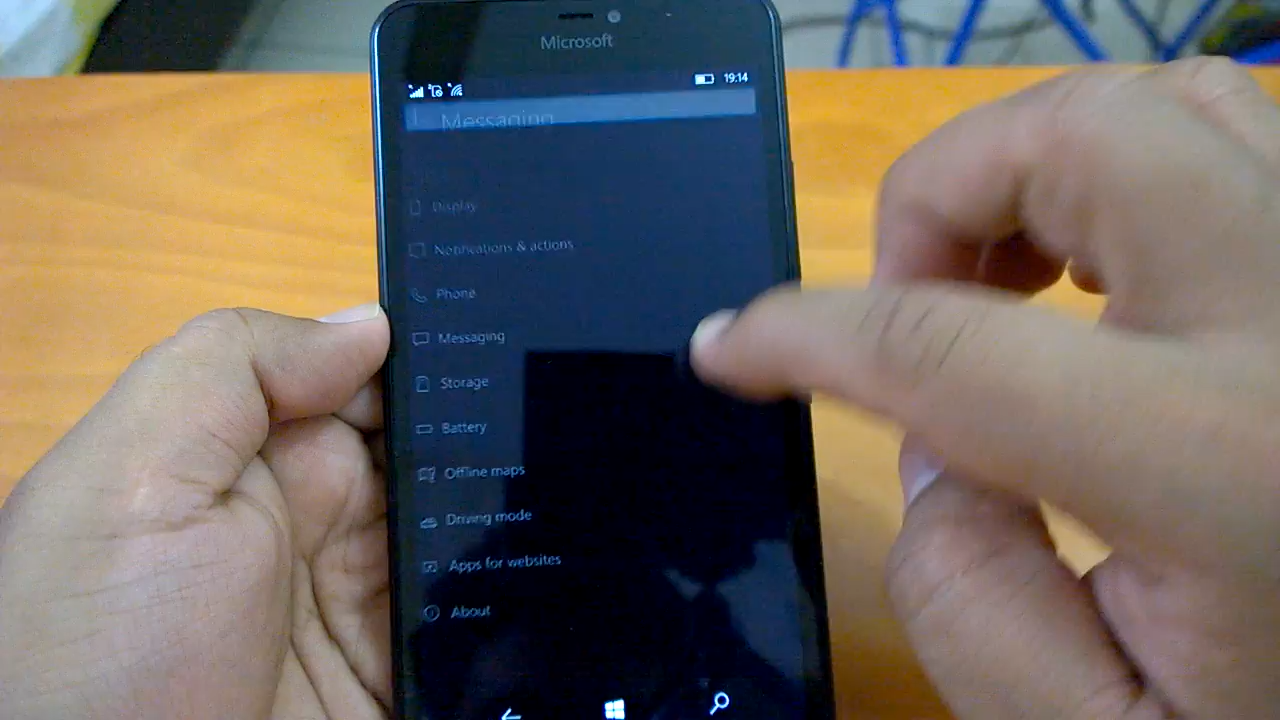 Microsoft
19:14
Messaging
Display
Notifications & actions
Phone
Messaging
Storage
Battery
Offline maps
Driving mode
Apps for websites
About